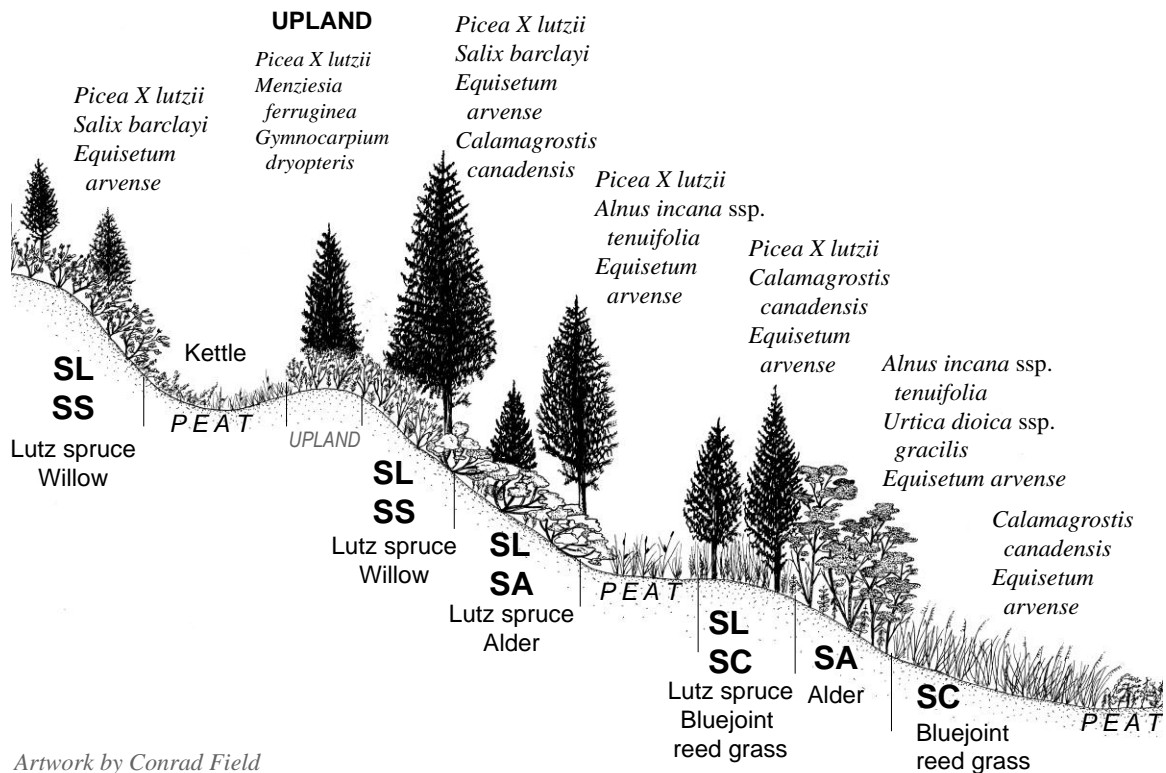 UPLAND
Picea X lutzii
Menziesia
ferruginea
Gymnocarpium
dryopteris
Picea X lutzii
Salix barclayi
Equisetum
arvense
Calamagrostis
canadensis
Picea X lutzii
Salix barclayi
Equisetum
arvense
Picea X lutzii
Alnus incana ssp.
tenuifolia
Equisetum
arvense
Picea X lutzii
Calamagrostis
canadensis
Equisetum
arvense
Alnus incana ssp.
tenuifolia
Urtica dioica ssp.
gracilis
Equisetum arvense
Calamagrostis
canadensis
Equisetum
arvense
Kettle
SL
SS
Lutz spruce
Willow
PEAT
UPLAND
SL
SS
Lutz spruce
Willow
SL
SA
Lutz spruce
Alder
PEAT
SL
SC
Lutz spruce
Bluejoint
reed grass
SA
Alder
SC
Bluejoint
reed grass
PEAT
Artwork by Conrad Field